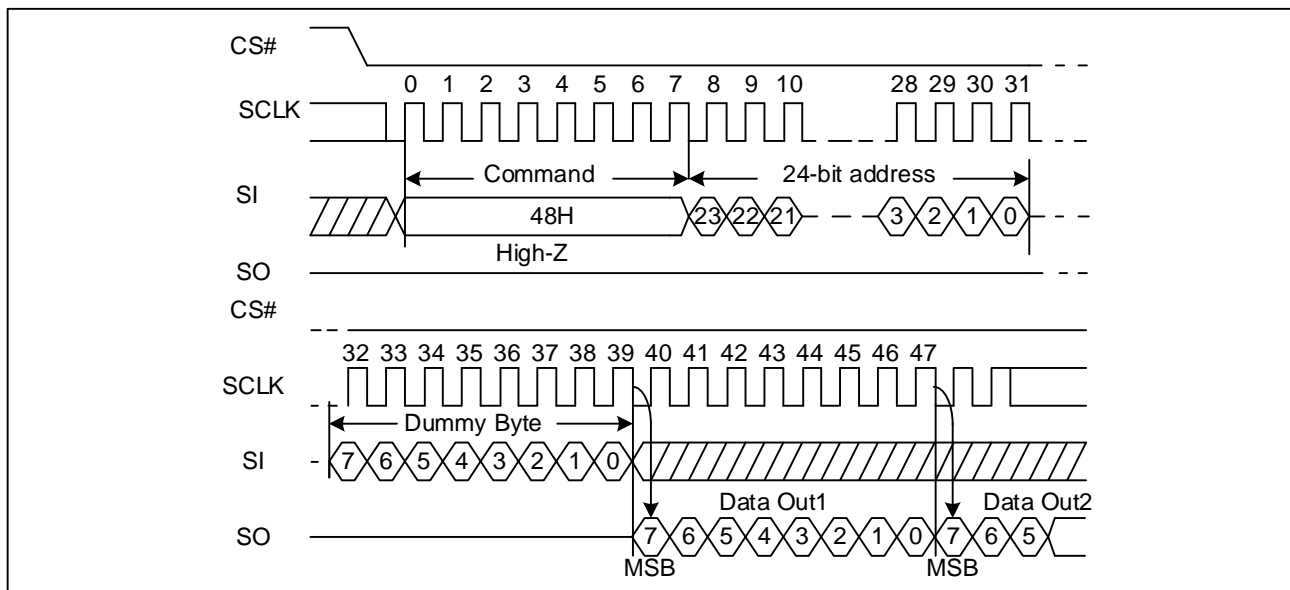 CS#
0 1 2 3 4 5 6 7 8 9 10 28 29 30 31
SCLK
Command 24-bit address
SI
48H 23 22 21 3 2 1 0
High-Z
SO
CS#
32 33 34 35 36 37 38 39 40 41 42 43 44 45 46 47
SCLK
Dummy Byte
SI 7 6 5 4 3 2 1 0
Data Out1 Data Out2
SO 7 6 5 4 3 2 1 0 7 6 5
MSB MSB